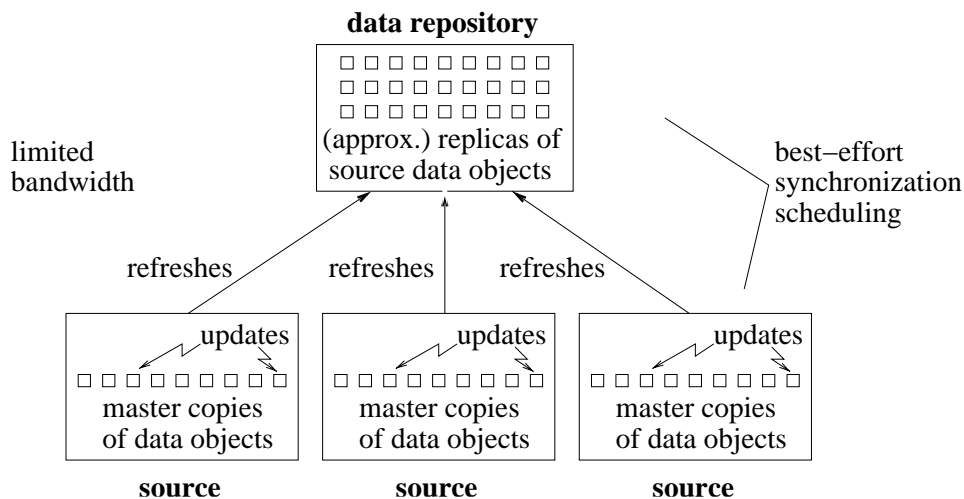 data repository
(approx.) replicas of
source data objects
limited
bandwidth
best−effort
synchronization
scheduling
refreshes
refreshes
refreshes
updates
master copies
of data objects
source
updates
master copies
of data objects
source
updates
master copies
of data objects
source